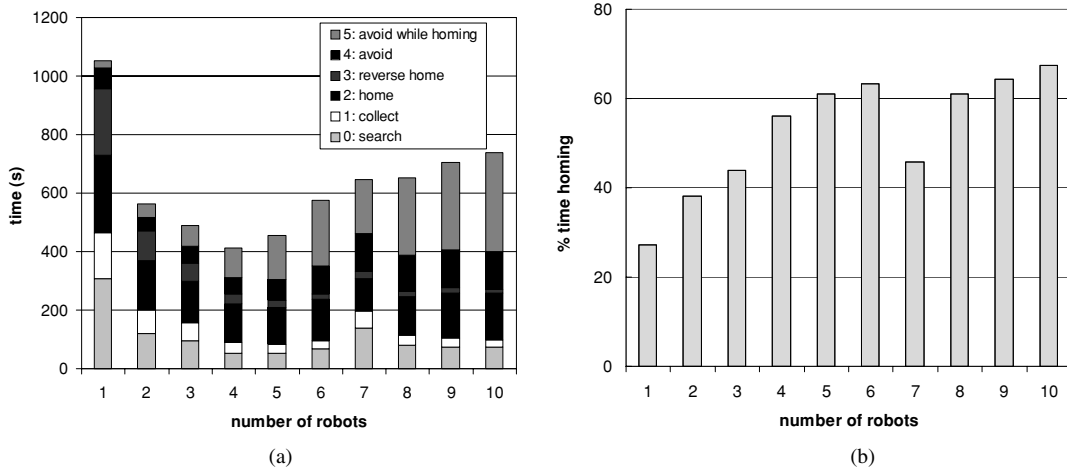 1200
1000
800
600
400
200
0
time (s)
5: avoid while homing
4: avoid
3: reverse home
2: home
1: collect
0: search
1 2 3 4 5 6 7 8 9 10
number of robots
(a)
80
60
40
20
0
% time homing
1 2 3 4 5 6 7 8 9 10
number of robots
(b)